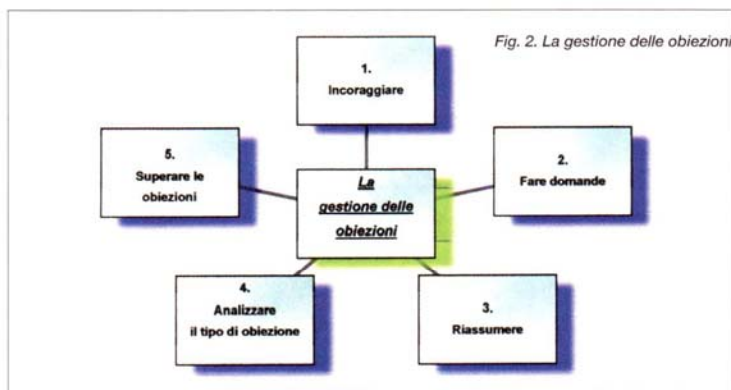 Fig. 2. La gestione delle obiezioni
1.
Incoraggiare
2.
Fare domande
3.
Riassumere
4.
Analizzare
il tipo di obiezione
5.
Superare le
obiezioni
La
gestione delle
obiezioni